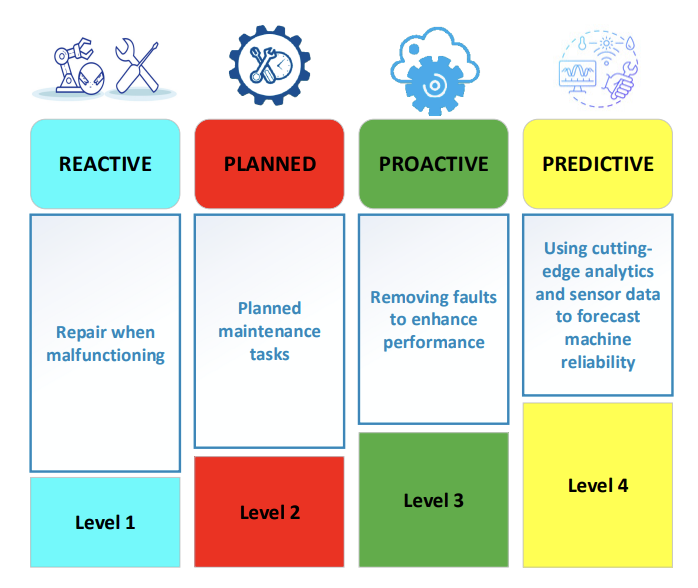 REACTIVE
PLANNED
PROACTIVE
PREDICTIVE
Repair when
malfunctioning
Planned
maintenance
tasks
Removing faults
to enhance
performance
Using cutting-
edge analytics
and sensor data
to forecast
machine
reliability
Level 1
Level 2
Level 3
Level 4